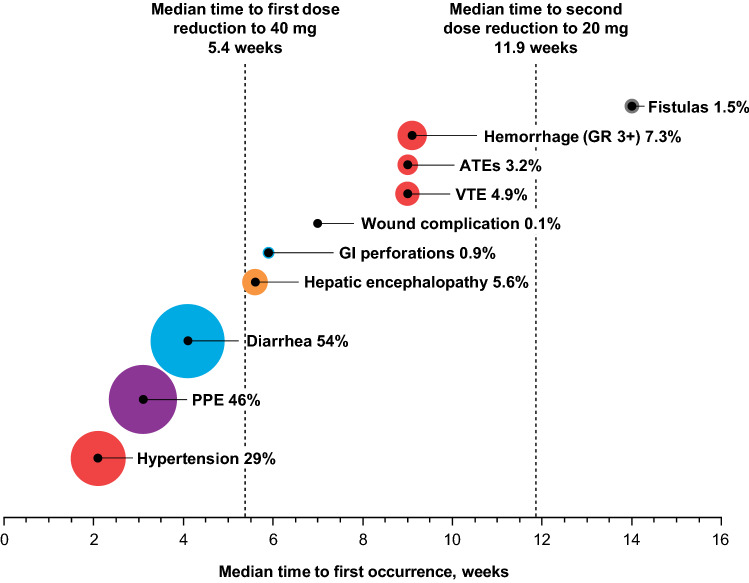 Median time to first dose
reduction to 40 mg
5.4 weeks
Median time to second
dose reduction to 20 mg
11.9 weeks
Fistulas 1.5%
Hemorrhage (GR 3+) 7.3%
ATEs 3.2%
VTE 4.9%
Wound complication 0.1%
GI perforations 0.9%
Hepatic encephalopathy 5.6%
Diarrhea 54%
PPE 46%
Hypertension 29%
0 2 4 6 8 10 12 14 16
Median time to first occurrence, weeks